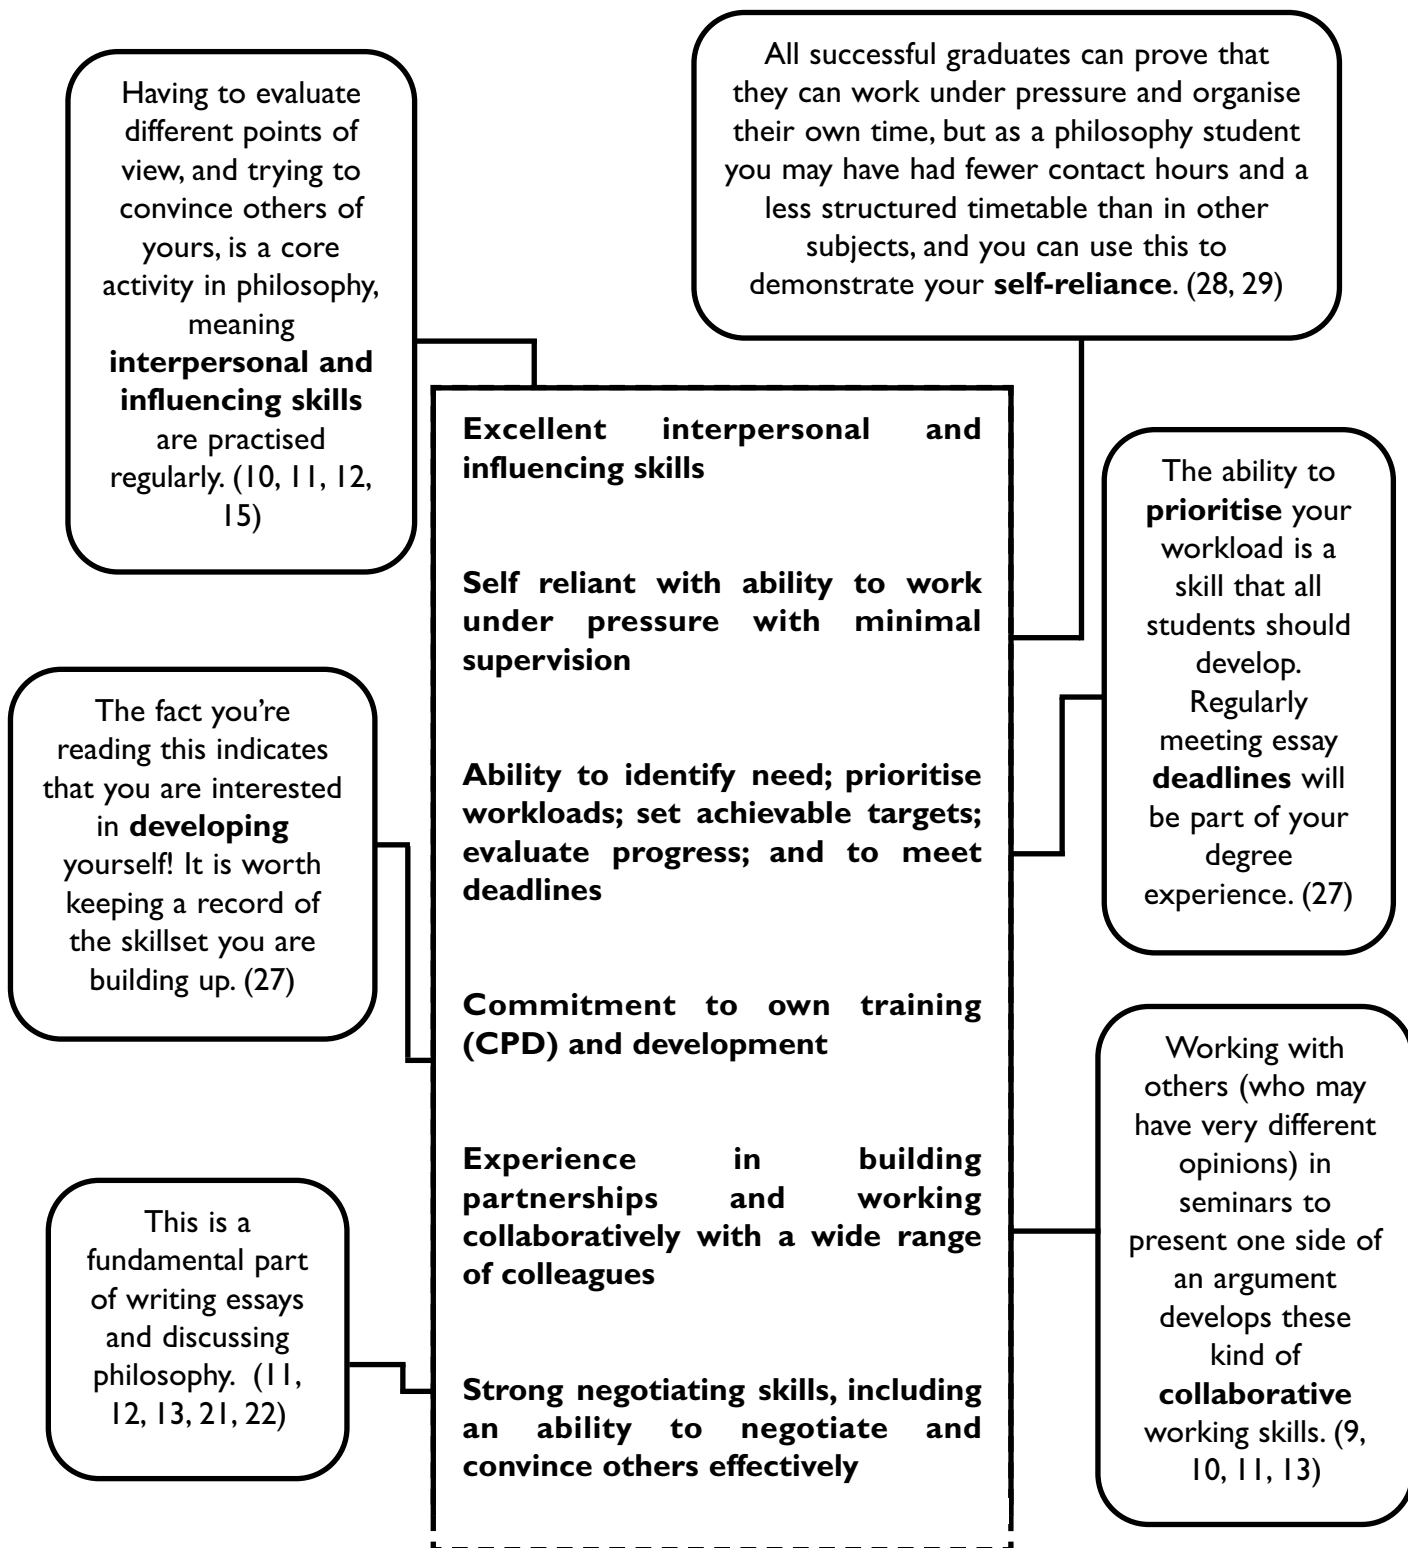 Having to evaluate
different points of
view, and trying to
convince others of
yours, is a core
activity in philosophy,
meaning
interpersonal and
influencing skills
are practised
regularly. (10, 11, 12,
15)
All successful graduates can prove that
they can work under pressure and organise
their own time, but as a philosophy student
you may have had fewer contact hours and a
less structured timetable than in other
subjects, and you can use this to
demonstrate your self-reliance. (28, 29)
Excellent interpersonal and
influencing skills
Self reliant with ability to work
under pressure with minimal
supervision
Ability to identify need; prioritise
workloads; set achievable targets;
evaluate progress; and to meet
deadlines
Commitment to own training
(CPD) and development
Experience in building
partnerships and working
collaboratively with a wide range
of colleagues
Strong negotiating skills, including
an ability to negotiate and
convince others effectively
The ability to
prioritise your
workload is a
skill that all
students should
develop.
Regularly
meeting essay
deadlines will
be part of your
degree
experience. (27)
The fact you’re
reading this indicates
that you are interested
in developing
yourself! It is worth
keeping a record of
the skillset you are
building up. (27)
Working with
others (who may
have very different
opinions) in
seminars to
present one side of
an argument
develops these
kind of
collaborative
working skills. (9,
10, 11, 13)
This is a
fundamental part
of writing essays
and discussing
philosophy. (11,
12, 13, 21, 22)